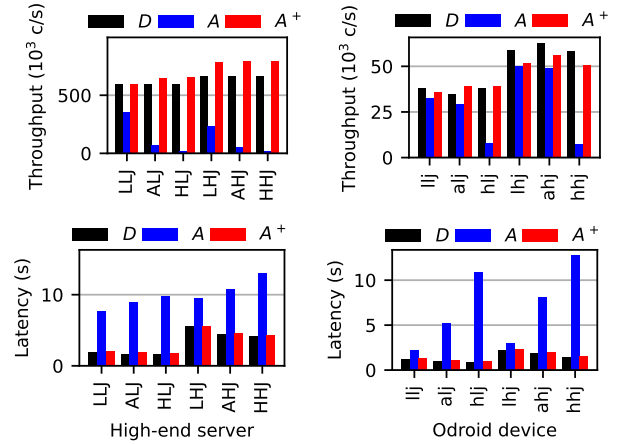 D A A+
Throughput (10³ c/s)
500
0
LLJ ALJ HLJ LHJ AHJ HHJ
D A A+
Throughput (10³ c/s)
50
25
0
llj alj hlj lhj ahj hhj
D A A+
Latency (s)
10
0
LLJ ALJ HLJ LHJ AHJ HHJ
High-end server
D A A+
Latency (s)
10
5
0
llj alj hlj lhj ahj hhj
Odroid device